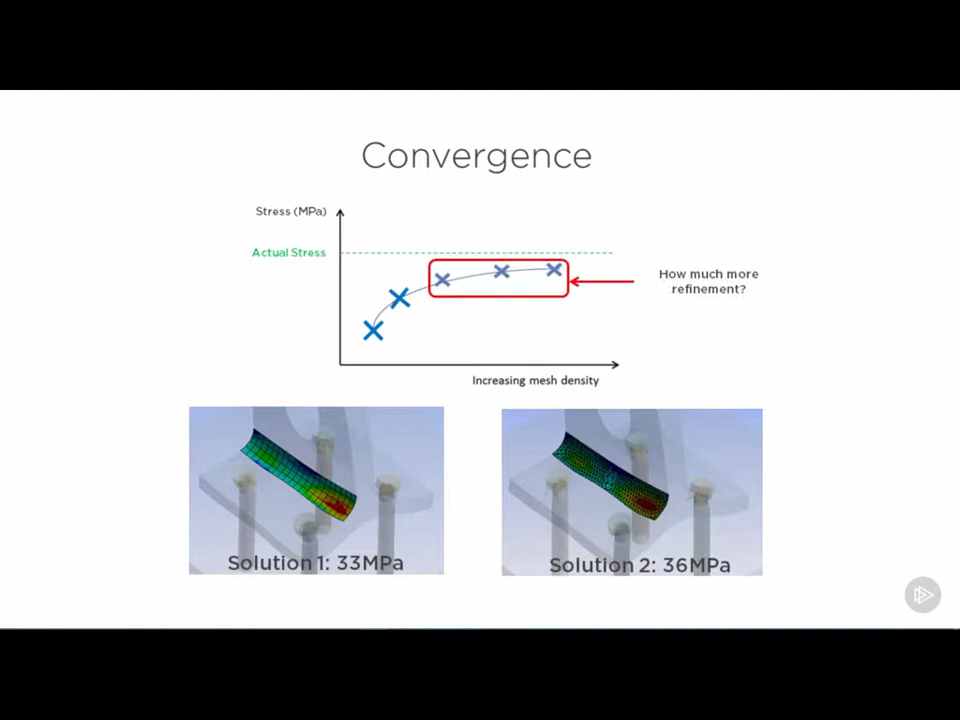 Convergence
Stress (MPa)
Actual Stress
How much more
refinement?
Increasing mesh density
Solution 1: 33MPa
Solution 2: 36MPa